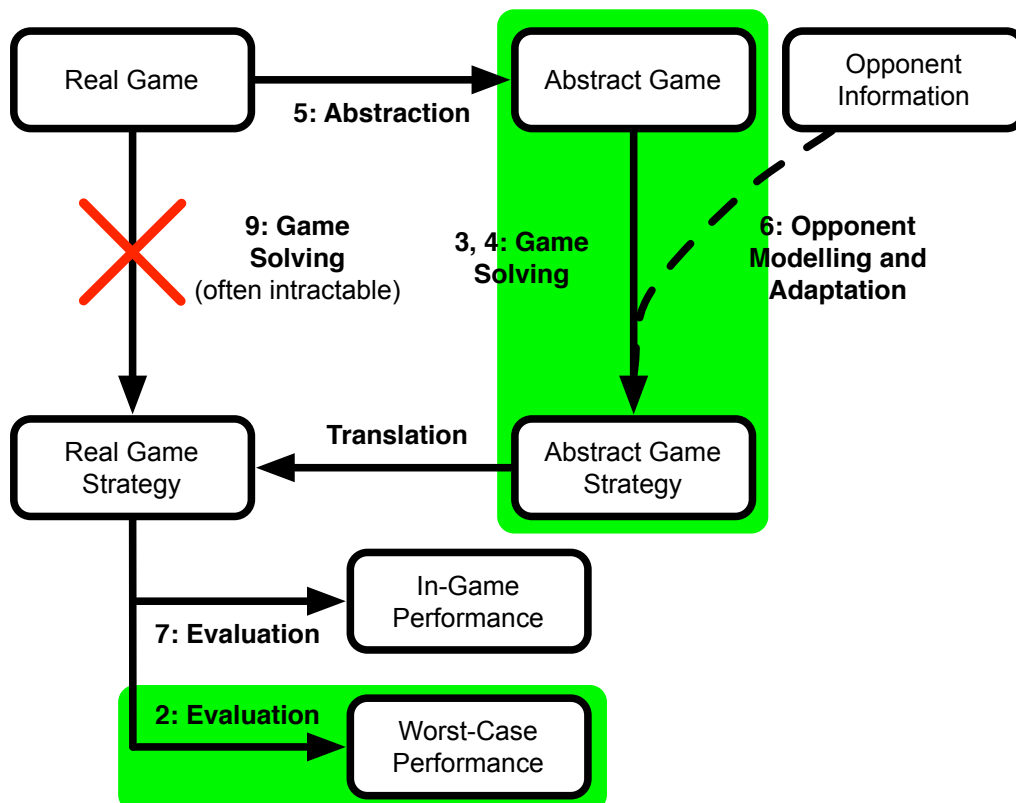 Real Game
Abstract Game
Opponent
Information
5: Abstraction
9: Game
Solving
(often intractable)
3, 4: Game
Solving
6: Opponent
Modelling and
Adaptation
Real Game
Strategy
Translation
Abstract Game
Strategy
In-Game
Performance
7: Evaluation
2: Evaluation
Worst-Case
Performance